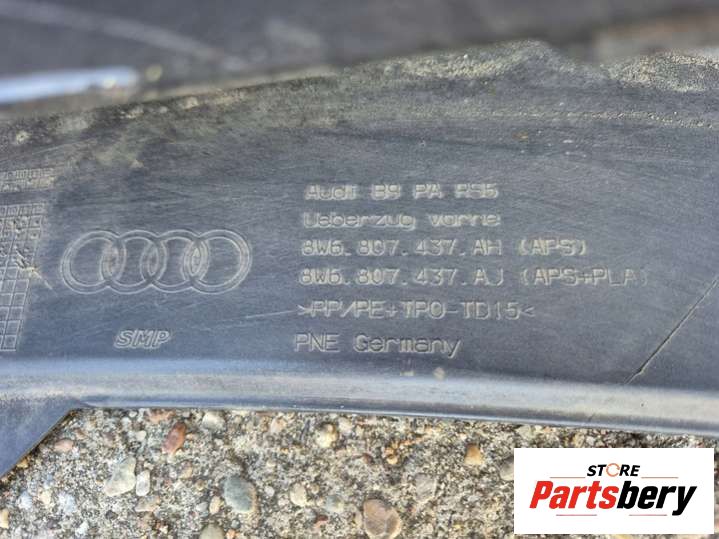 Audi B9 PA RS5
Ueberzug vorne
8W6.807.437.AH (APS)
8W6.807.437.AJ (APS+PLA)
>PP/PE+TPO-TD15<
SMP
PNE Germany
STORE
Partsbery